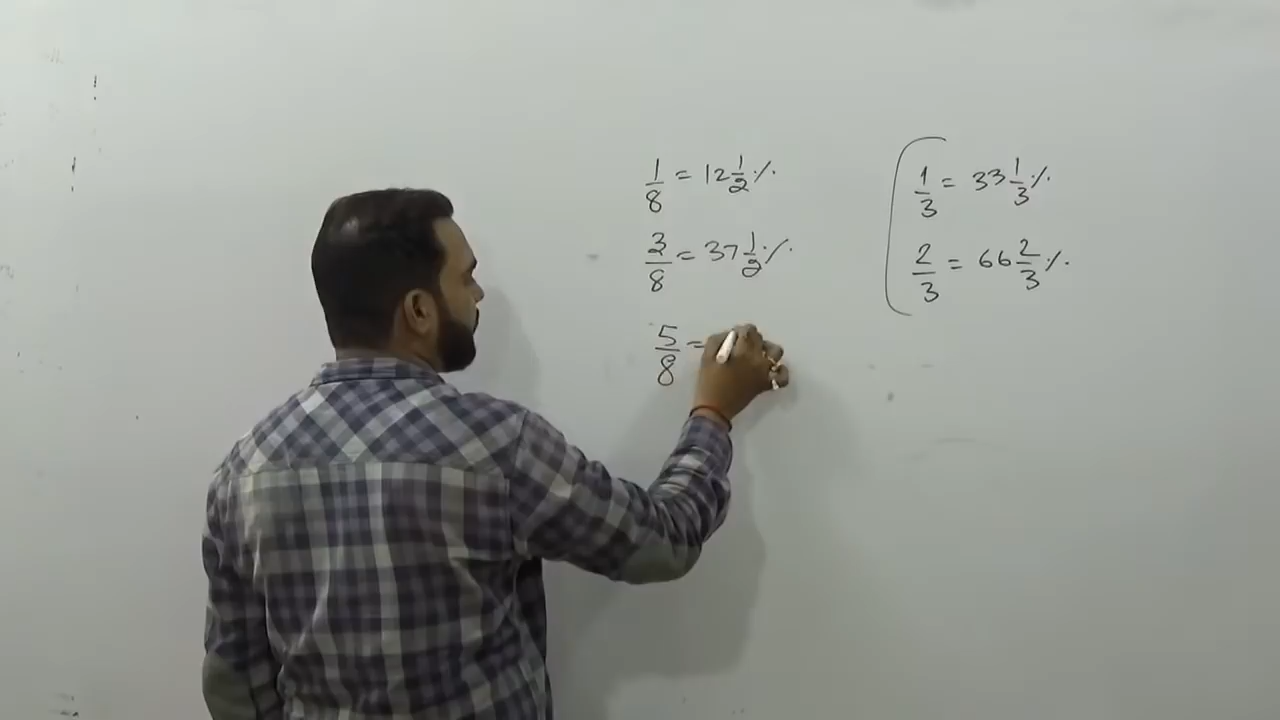 1/8 = 12 1/2 %
3/8 = 37 1/2 %
5/8 =
1/3 = 33 1/3 %
2/3 = 66 2/3 %